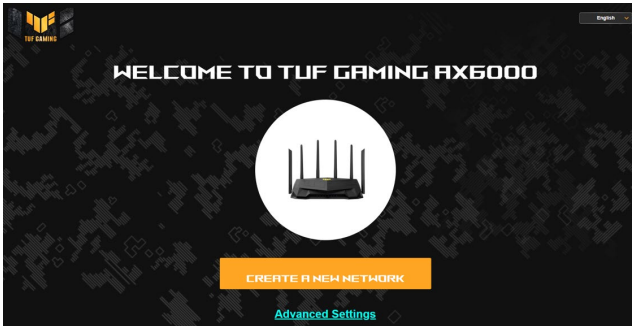 TUF GAMING
English
WELCOME TO TUF GAMING AX6000
CREATE A NEW NETWORK
Advanced Settings